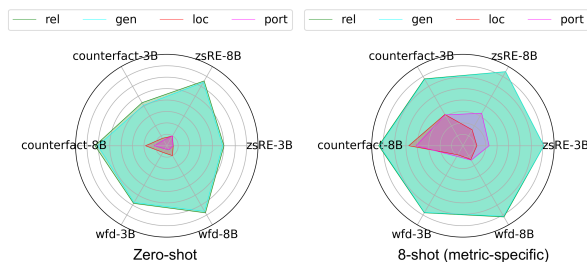 rel gen loc port
rel gen loc port
counterfact-3B zsRE-8B
counterfact-3B zsRE-8B
counterfact-8B zsRE-3B
counterfact-8B zsRE-3B
wfd-3B wfd-8B
wfd-3B wfd-8B
Zero-shot
8-shot (metric-specific)